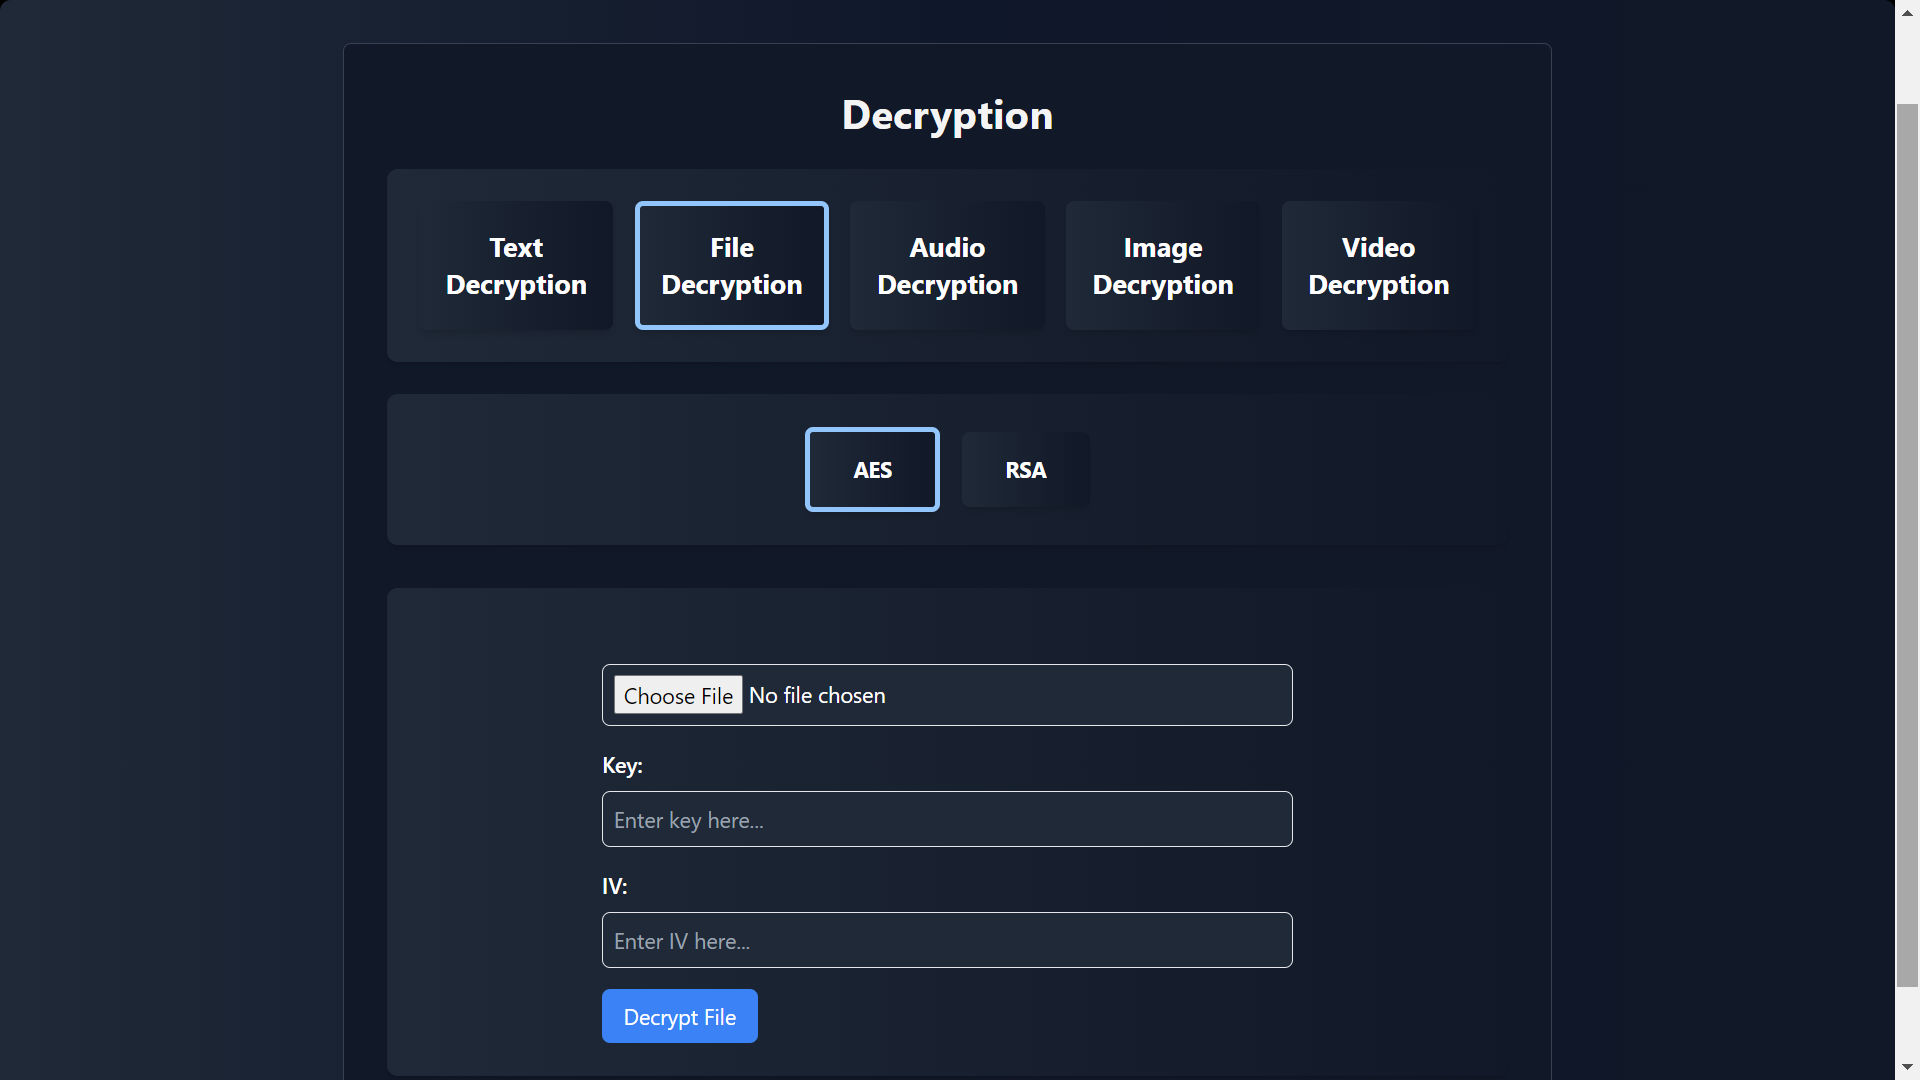 Decryption
Text
Decryption
File
Decryption
Audio
Decryption
Image
Decryption
Video
Decryption
AES
RSA
Choose File No file chosen
Key:
Enter key here...
IV:
Enter IV here...
Decrypt File